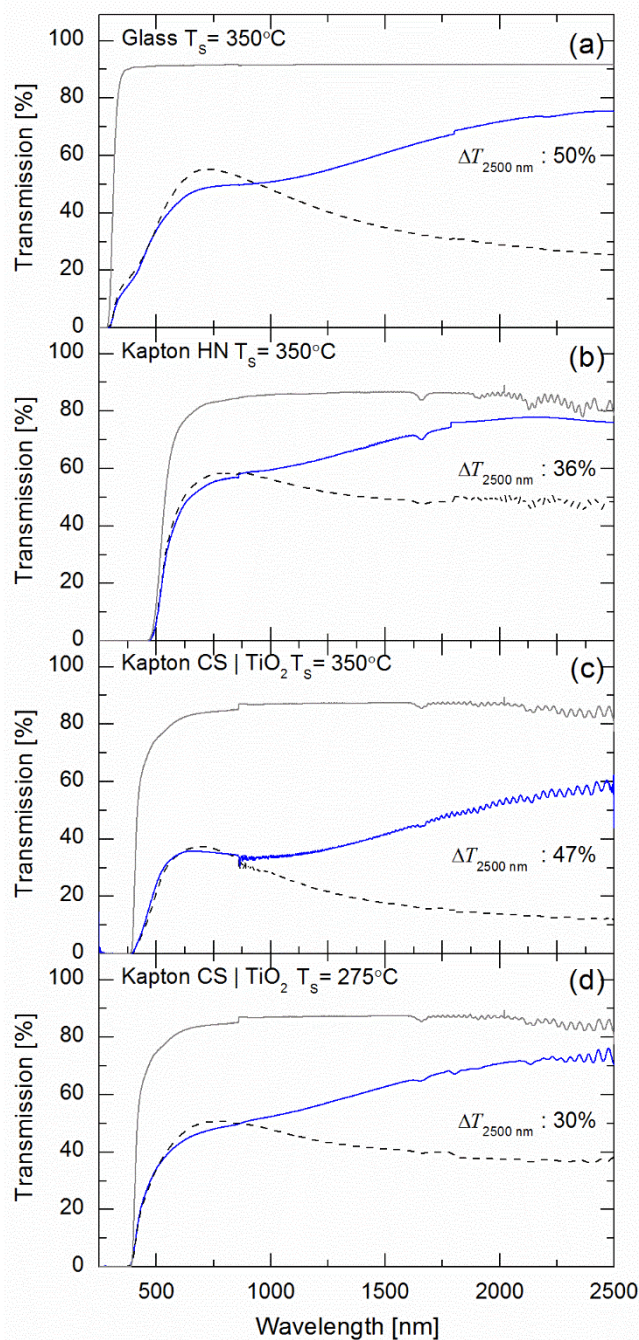 Glass T_S = 350°C (a)
100
80
60
40
20
0
Transmission [%]
ΔT_2500 nm : 50%
Kapton HN T_S= 350°C (b)
100
80
60
40
20
0
Transmission [%]
ΔT_2500 nm : 36%
Kapton CS | TiO₂ T_S= 350°C (c)
100
80
60
40
20
0
Transmission [%]
ΔT_2500 nm : 47%
Kapton CS | TiO₂ T_S = 275°C (d)
100
80
60
40
20
0
Transmission [%]
ΔT_2500 nm : 30%
500 1000 1500 2000 2500
Wavelength [nm]